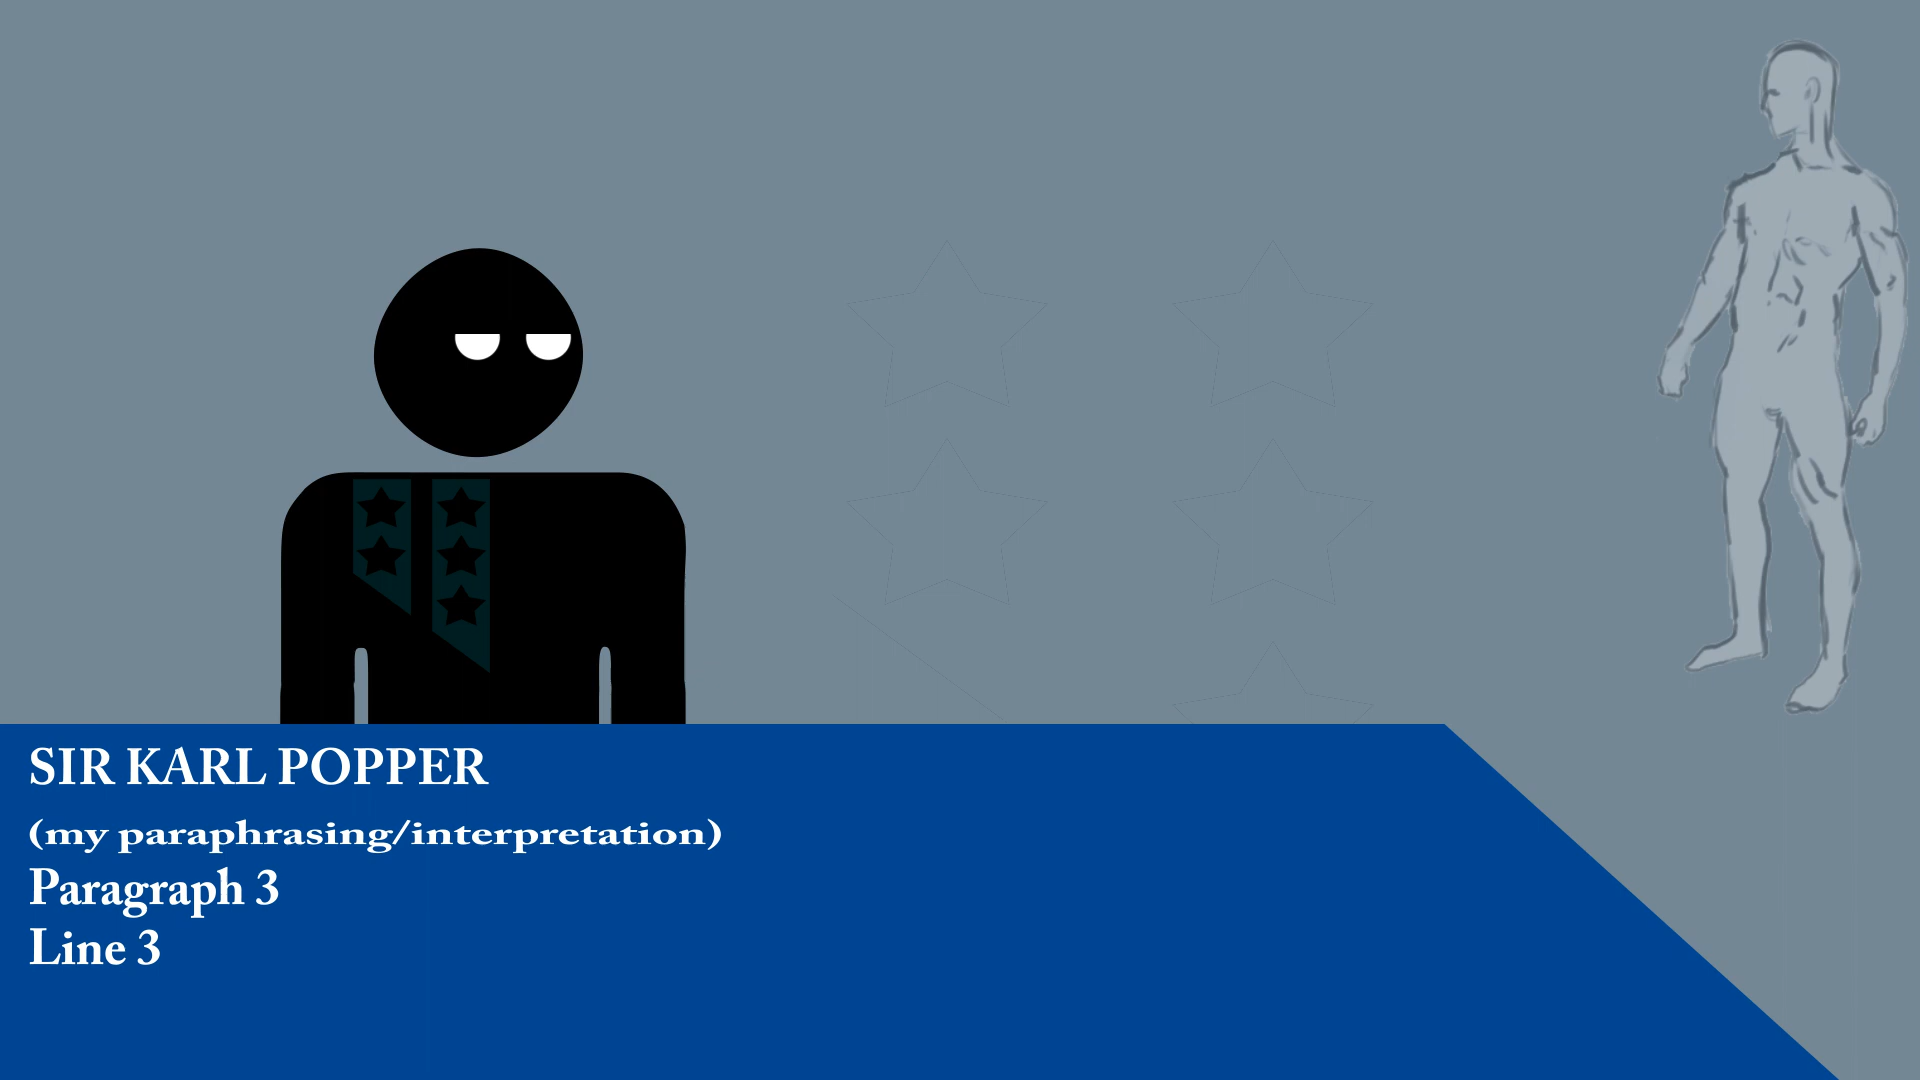 SIR KARL POPPER
(my paraphrasing/interpretation)
Paragraph 3
Line 3